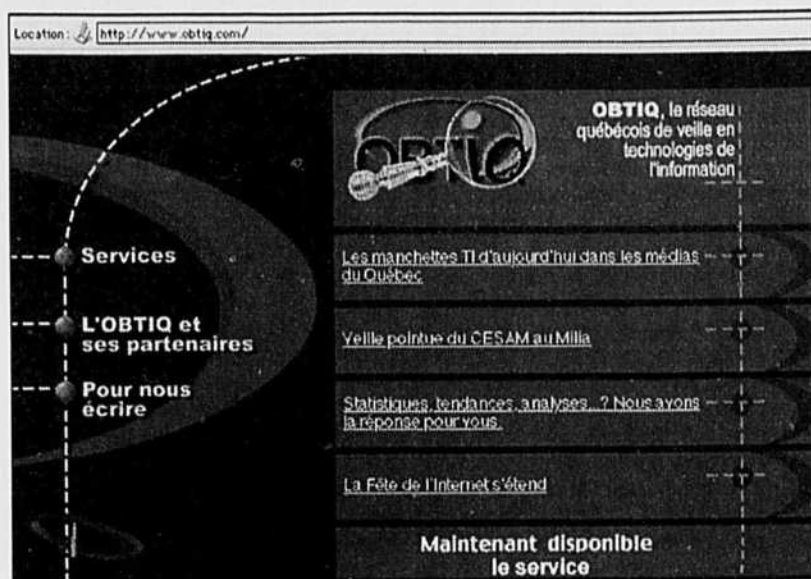 Location: http://www.obtiq.com/
OBTIQ
OBTIQ, le réseau
québécois de veille en
technologies de
l'information
Services
L'OBTIQ et
ses partenaires
Pour nous
écrire
Les manchettes TI d'aujourd'hui dans les médias
du Québec
Veille pointue du CESAM au Milia
Statistiques, tendances, analyses...? Nous avons
la réponse pour vous.
La Fête de l'Internet s'étend
Maintenant disponible
le service